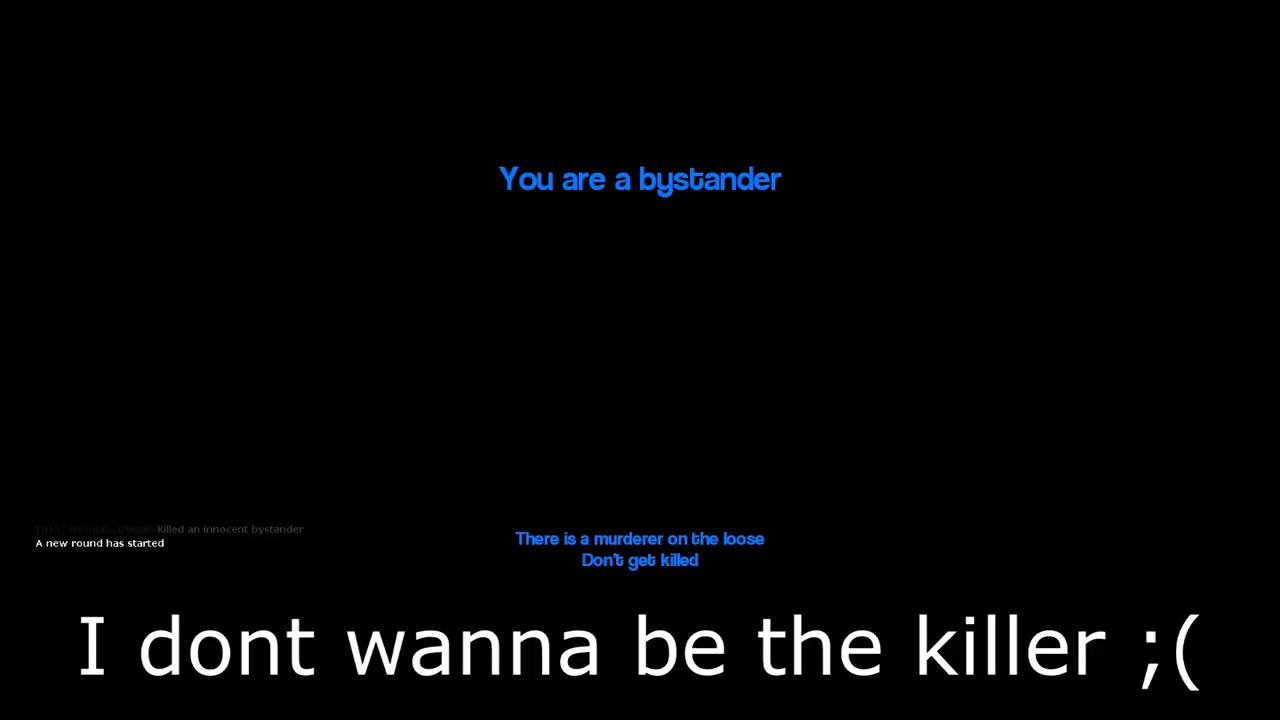 You are a bystander
killed an innocent bystander
A new round has started
There is a murderer on the loose
Don't get killed
I dont wanna be the killer ;(